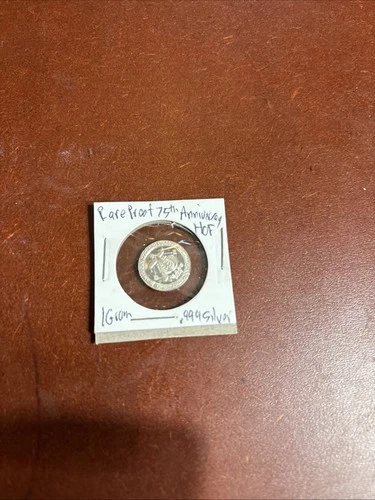 Rare Proof 75th Anniversary
HOF
1 Gram .999 Silver